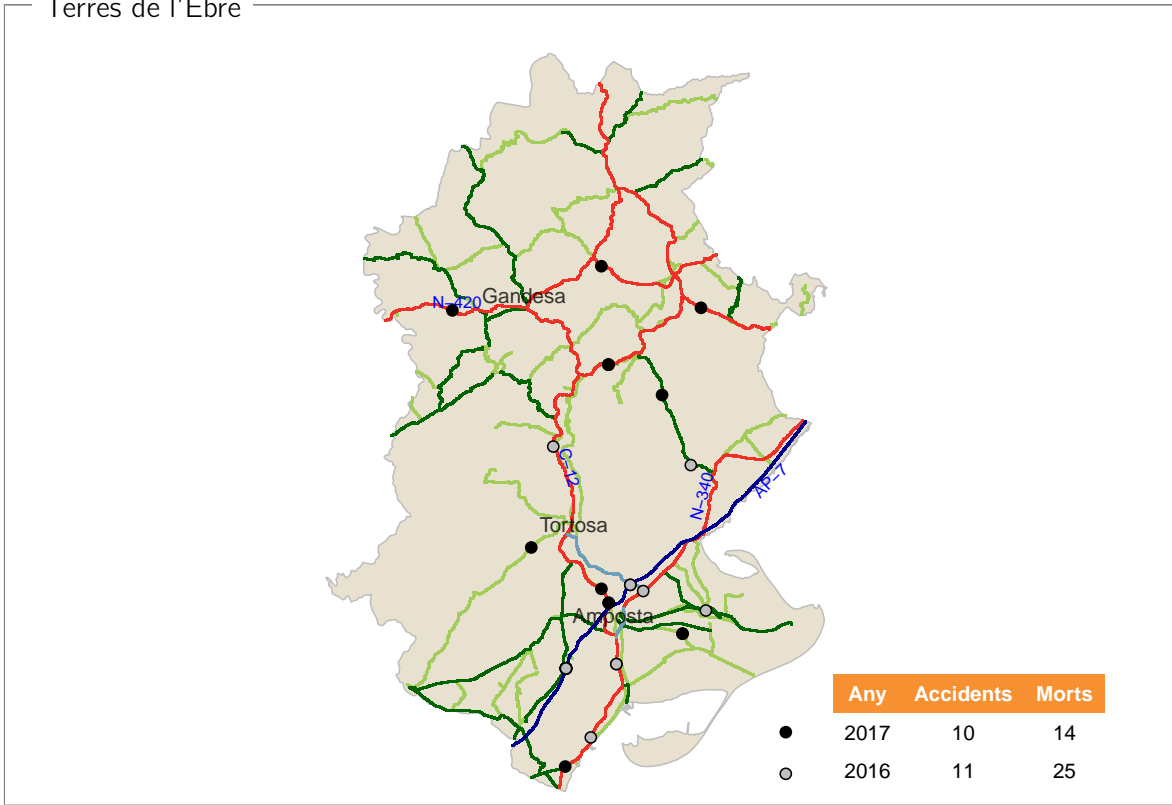 Terres de l'Ebre
N−420
Gandesa
C−12
N−340
AP−7
Tortosa
Amposta
Any Accidents Morts
2017 10 14
2016 11 25